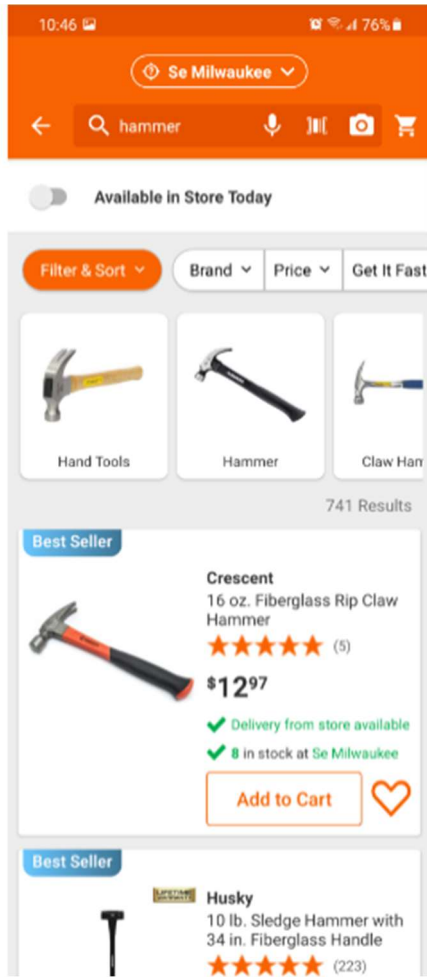 10:46
76%
Se Milwaukee
hammer
Available in Store Today
Filter & Sort
Brand
Price
Get It Fast
Hand Tools
Hammer
Claw Ham
741 Results
Best Seller
Crescent
16 oz. Fiberglass Rip Claw
Hammer
(5)
$1297
Delivery from store available
8 in stock at Se Milwaukee
Add to Cart
Best Seller
LIFETIME
Husky
10 lb. Sledge Hammer with
34 in. Fiberglass Handle
(223)